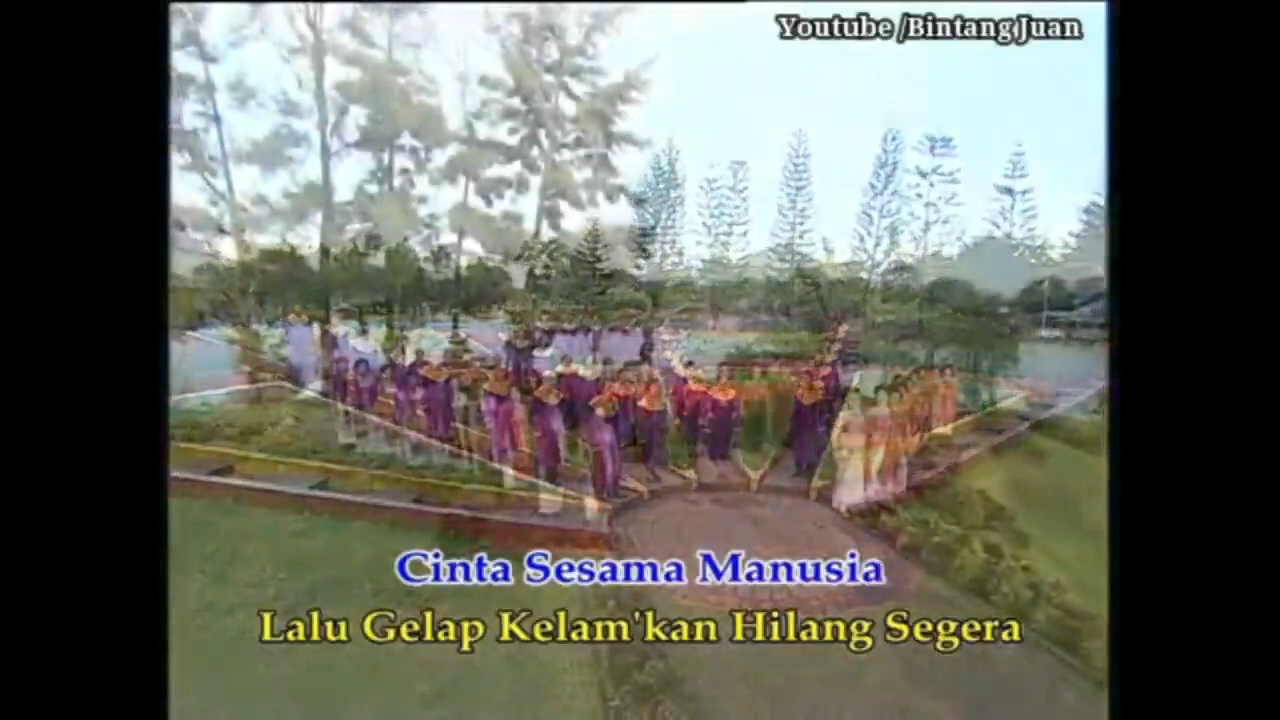 Youtube /Bintang Juan
Cinta Sesama Manusia
Lalu Gelap Kelam'kan Hilang Segera